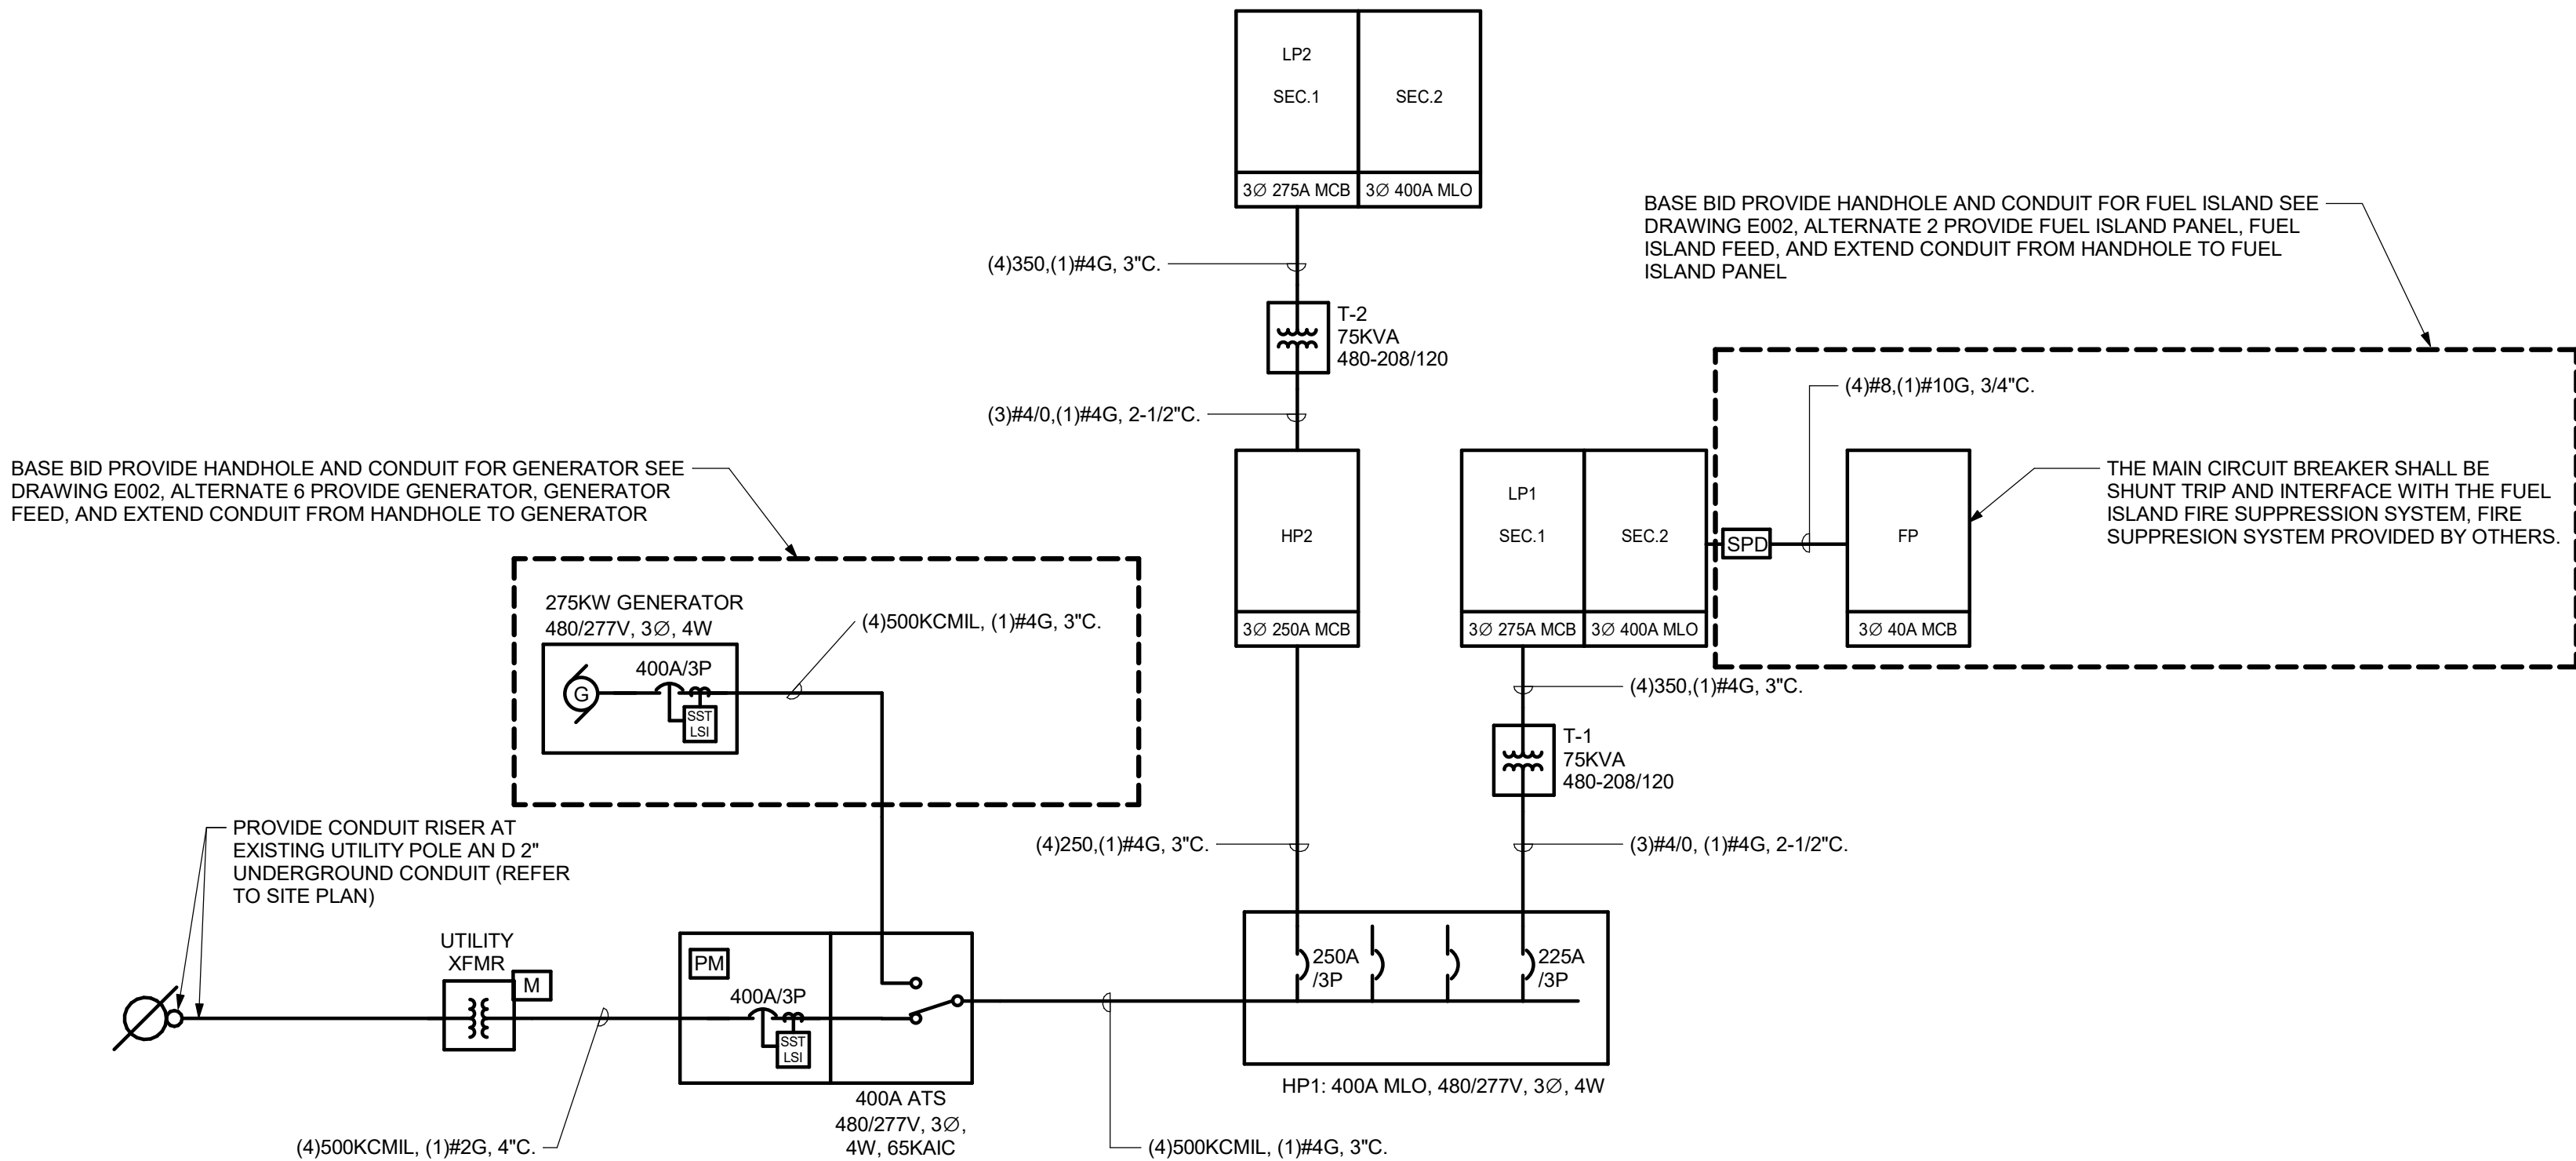 LP2
SEC.1
SEC.2
3Ø 275A MCB
3Ø 400A MLO
(4)350,(1)#4G, 3"C.
T-2
75KVA
480-208/120
(3)#4/0,(1)#4G, 2-1/2"C.
BASE BID PROVIDE HANDHOLE AND CONDUIT FOR FUEL ISLAND SEE
DRAWING E002, ALTERNATE 2 PROVIDE FUEL ISLAND PANEL, FUEL
ISLAND FEED, AND EXTEND CONDUIT FROM HANDHOLE TO FUEL
ISLAND PANEL
(4)#8,(1)#10G, 3/4"C.
BASE BID PROVIDE HANDHOLE AND CONDUIT FOR GENERATOR SEE
DRAWING E002, ALTERNATE 6 PROVIDE GENERATOR, GENERATOR
FEED, AND EXTEND CONDUIT FROM HANDHOLE TO GENERATOR
HP2
3Ø 250A MCB
LP1
SEC.1
SEC.2
3Ø 275A MCB
3Ø 400A MLO
SPD
FP
3Ø 40A MCB
THE MAIN CIRCUIT BREAKER SHALL BE
SHUNT TRIP AND INTERFACE WITH THE FUEL
ISLAND FIRE SUPPRESSION SYSTEM, FIRE
SUPPRESION SYSTEM PROVIDED BY OTHERS.
275KW GENERATOR
480/277V, 3Ø, 4W
(4)500KCMIL, (1)#4G, 3"C.
400A/3P
G
SST
LSI
(4)350,(1)#4G, 3"C.
T-1
75KVA
480-208/120
(4)250,(1)#4G, 3"C.
(3)#4/0, (1)#4G, 2-1/2"C.
PROVIDE CONDUIT RISER AT
EXISTING UTILITY POLE AN D 2"
UNDERGROUND CONDUIT (REFER
TO SITE PLAN)
UTILITY
XFMR
M
PM
400A/3P
SST
LSI
250A
/3P
225A
/3P
HP1: 400A MLO, 480/277V, 3Ø, 4W
400A ATS
480/277V, 3Ø,
4W, 65KAIC
(4)500KCMIL, (1)#2G, 4"C.
(4)500KCMIL, (1)#4G, 3"C.